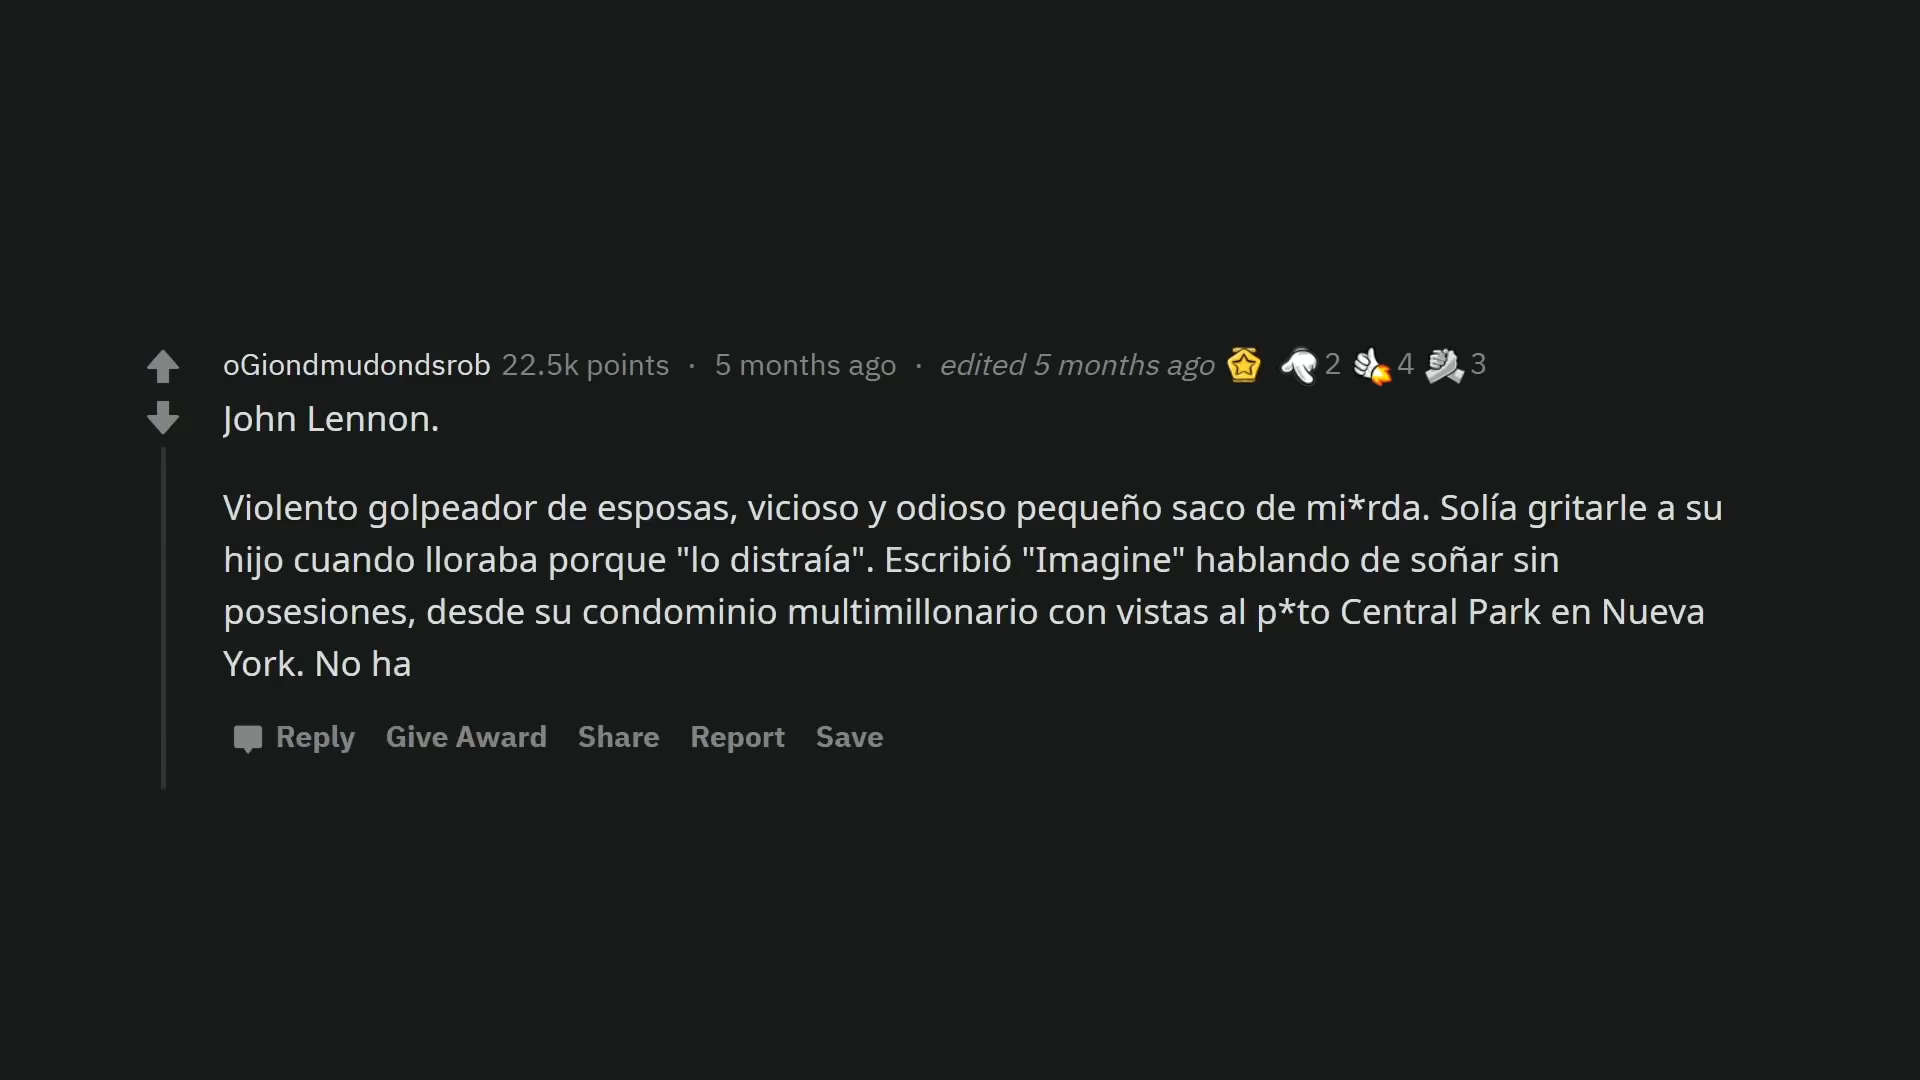 oGiondmudondsrob 22.5k points · 5 months ago · edited 5 months ago 2 4 3
John Lennon.
Violento golpeador de esposas, vicioso y odioso pequeño saco de mi*rda. Solía gritarle a su
hijo cuando lloraba porque "lo distraía". Escribió "Imagine" hablando de soñar sin
posesiones, desde su condominio multimillonario con vistas al p*to Central Park en Nueva
York. No ha
Reply Give Award Share Report Save